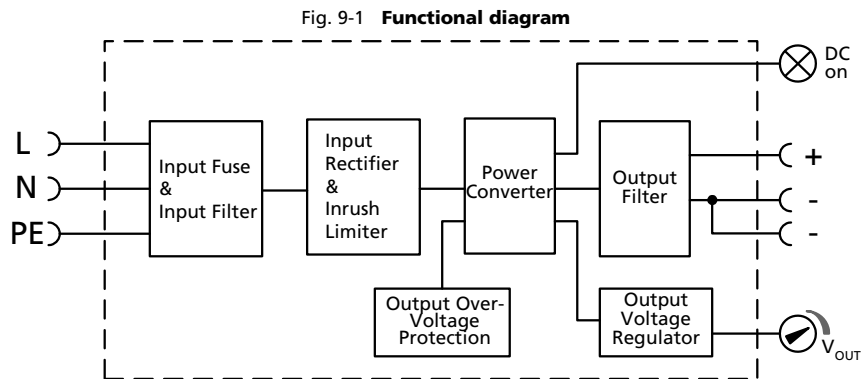 Fig. 9-1 Functional diagram
DC
on
L
N
PE
Input Fuse
&
Input Filter
Input
Rectifier
&
Inrush
Limiter
Power
Converter
Output
Filter
+
-
-
Output Over-
Voltage
Protection
Output
Voltage
Regulator
VOUT